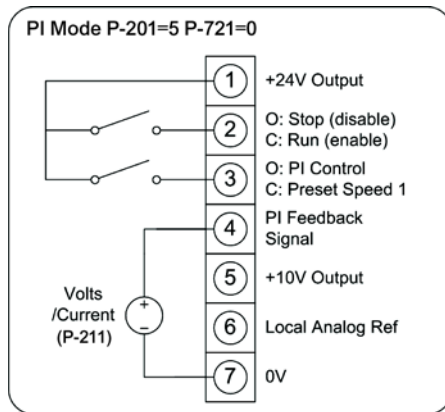 PI Mode P-201=5 P-721=0
1 +24V Output
2 O: Stop (disable)
C: Run (enable)
3 O: PI Control
C: Preset Speed 1
4 PI Feedback
Signal
5 +10V Output
6 Local Analog Ref
7 0V
Volts
/Current
(P-211)
+
−